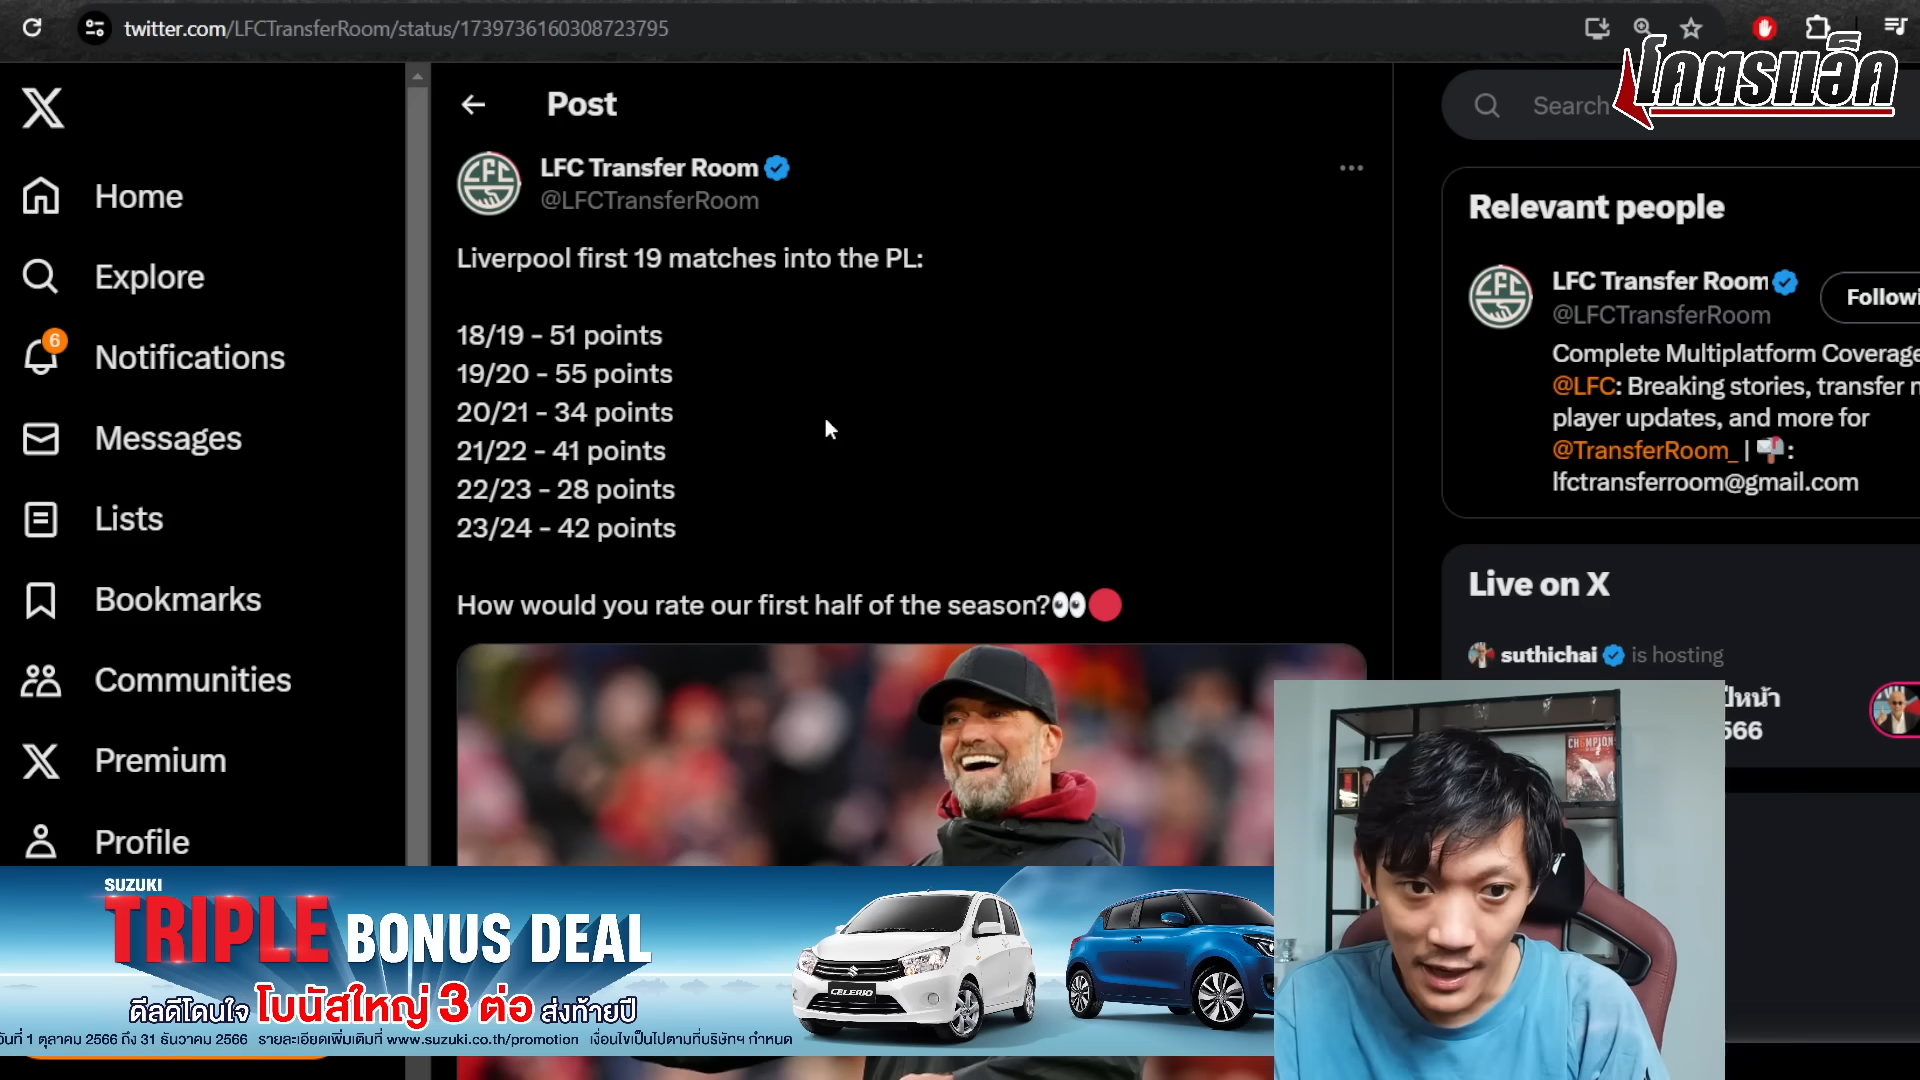 twitter.com/LFCTransferRoom/status/1739736160308723795
โคตรแอ็ค
Home
Explore
6
Notifications
Messages
Lists
Bookmarks
Communities
Premium
Profile
Post
LFC Transfer Room
@LFCTransferRoom
Liverpool first 19 matches into the PL:
18/19 - 51 points
19/20 - 55 points
20/21 - 34 points
21/22 - 41 points
22/23 - 28 points
23/24 - 42 points
How would you rate our first half of the season?👀🔴
Search
Relevant people
LFC Transfer Room
@LFCTransferRoom
Followi
Complete Multiplatform Coverage
@LFC: Breaking stories, transfer n
player updates, and more for
@TransferRoom_ | 📬:
lfctransferroom@gmail.com
Live on X
suthichai is hosting
ปีหน้า
566
SUZUKI
TRIPLE BONUS DEAL
ดีลดีโดนใจ โบนัสใหญ่ 3 ต่อ ส่งท้ายปี
วันที่ 1 ตุลาคม 2566 ถึง 31 ธันวาคม 2566 รายละเอียดเพิ่มเติมที่ www.suzuki.co.th/promotion เงื่อนไขเป็นไปตามที่บริษัทฯ กำหนด
CELERIO
CH6MPIONS